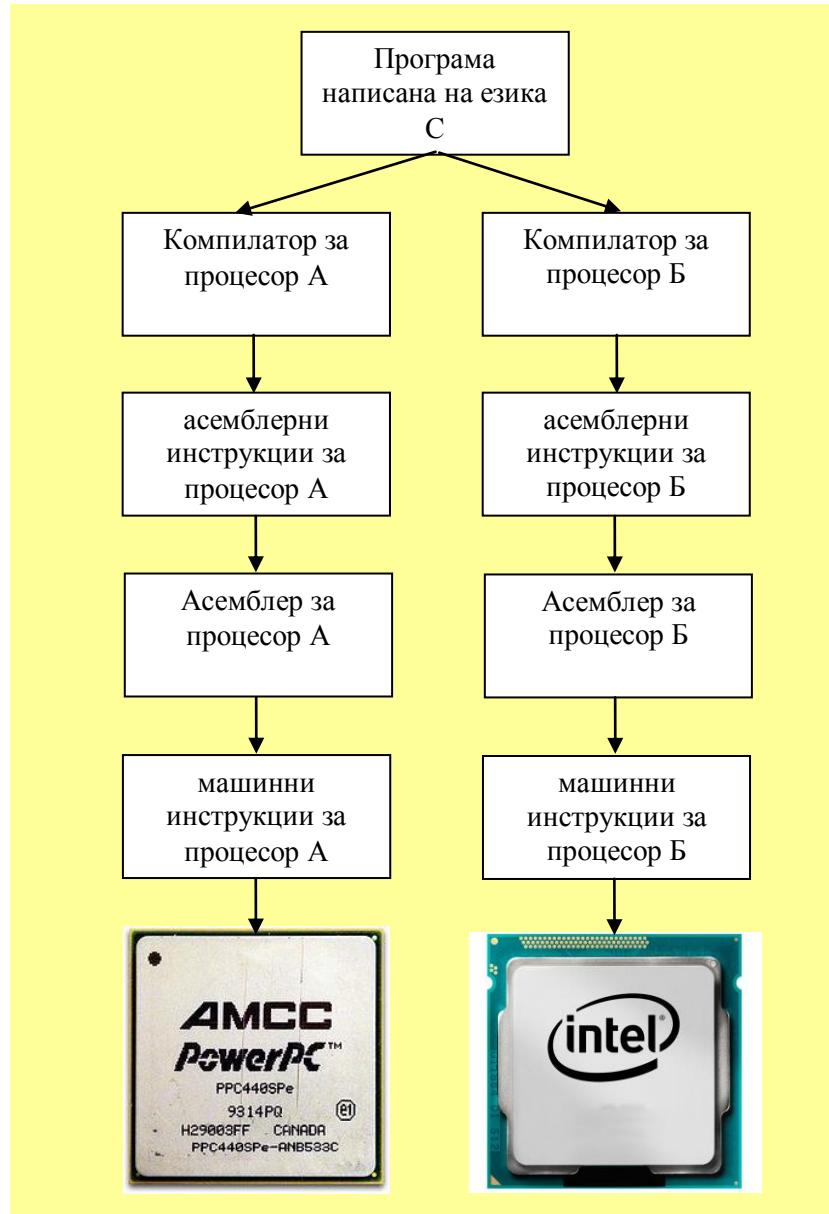 Програма
написана на езика
C
Компилатор за
процесор А
Компилатор за
процесор Б
асемблерни
инструкции за
процесор А
асемблерни
инструкции за
процесор Б
Асемблер за
процесор А
Асемблер за
процесор Б
машинни
инструкции за
процесор А
машинни
инструкции за
процесор Б
AMCC
PowerPC™
PPC440SPe
9314PQ e1
H29003FF CANADA
PPC440SPe-ANB533C
intel®